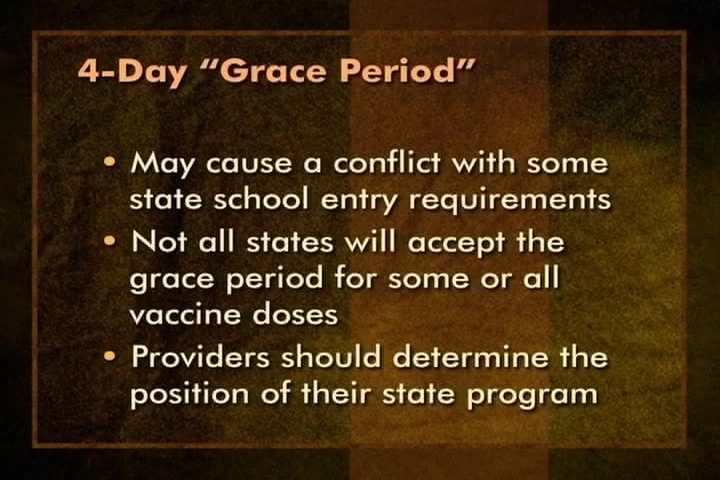 4-Day “Grace Period”
• May cause a conflict with some
state school entry requirements
• Not all states will accept the
grace period for some or all
vaccine doses
• Providers should determine the
position of their state program